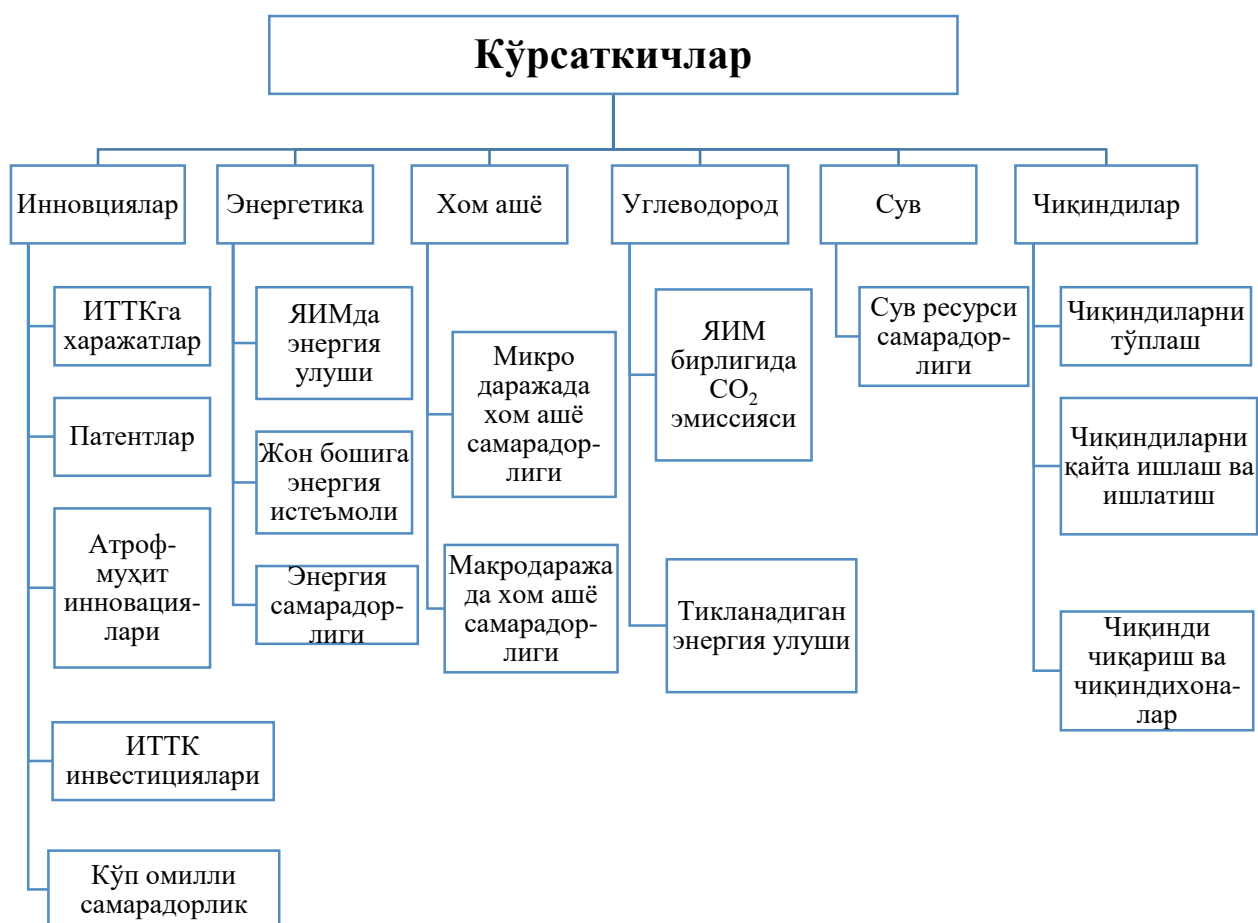 Кўрсаткичлар
Инновциялар
Энергетика
Хом ашё
Углеводород
Сув
Чиқиндилар
ИТТКга
харажатлар
Патентлар
Атроф-
муҳит
инновация-
лари
ИТТК
инвестициялари
Кўп омилли
самарадорлик
ЯИМда
энергия
улуши
Жон бошига
энергия
истеъмоли
Энергия
самарадор-
лиги
Микро
даражада
хом ашё
самарадор-
лиги
Макродаража
да хом ашё
самарадор-
лиги
ЯИМ
бирлигида
CO₂
эмиссияси
Тикланадиган
энергия улуши
Сув ресурси
самарадор-
лиги
Чиқиндиларни
тўплаш
Чиқиндиларни
қайта ишлаш ва
ишлатиш
Чиқинди
чиқариш ва
чиқиндихона-
лар